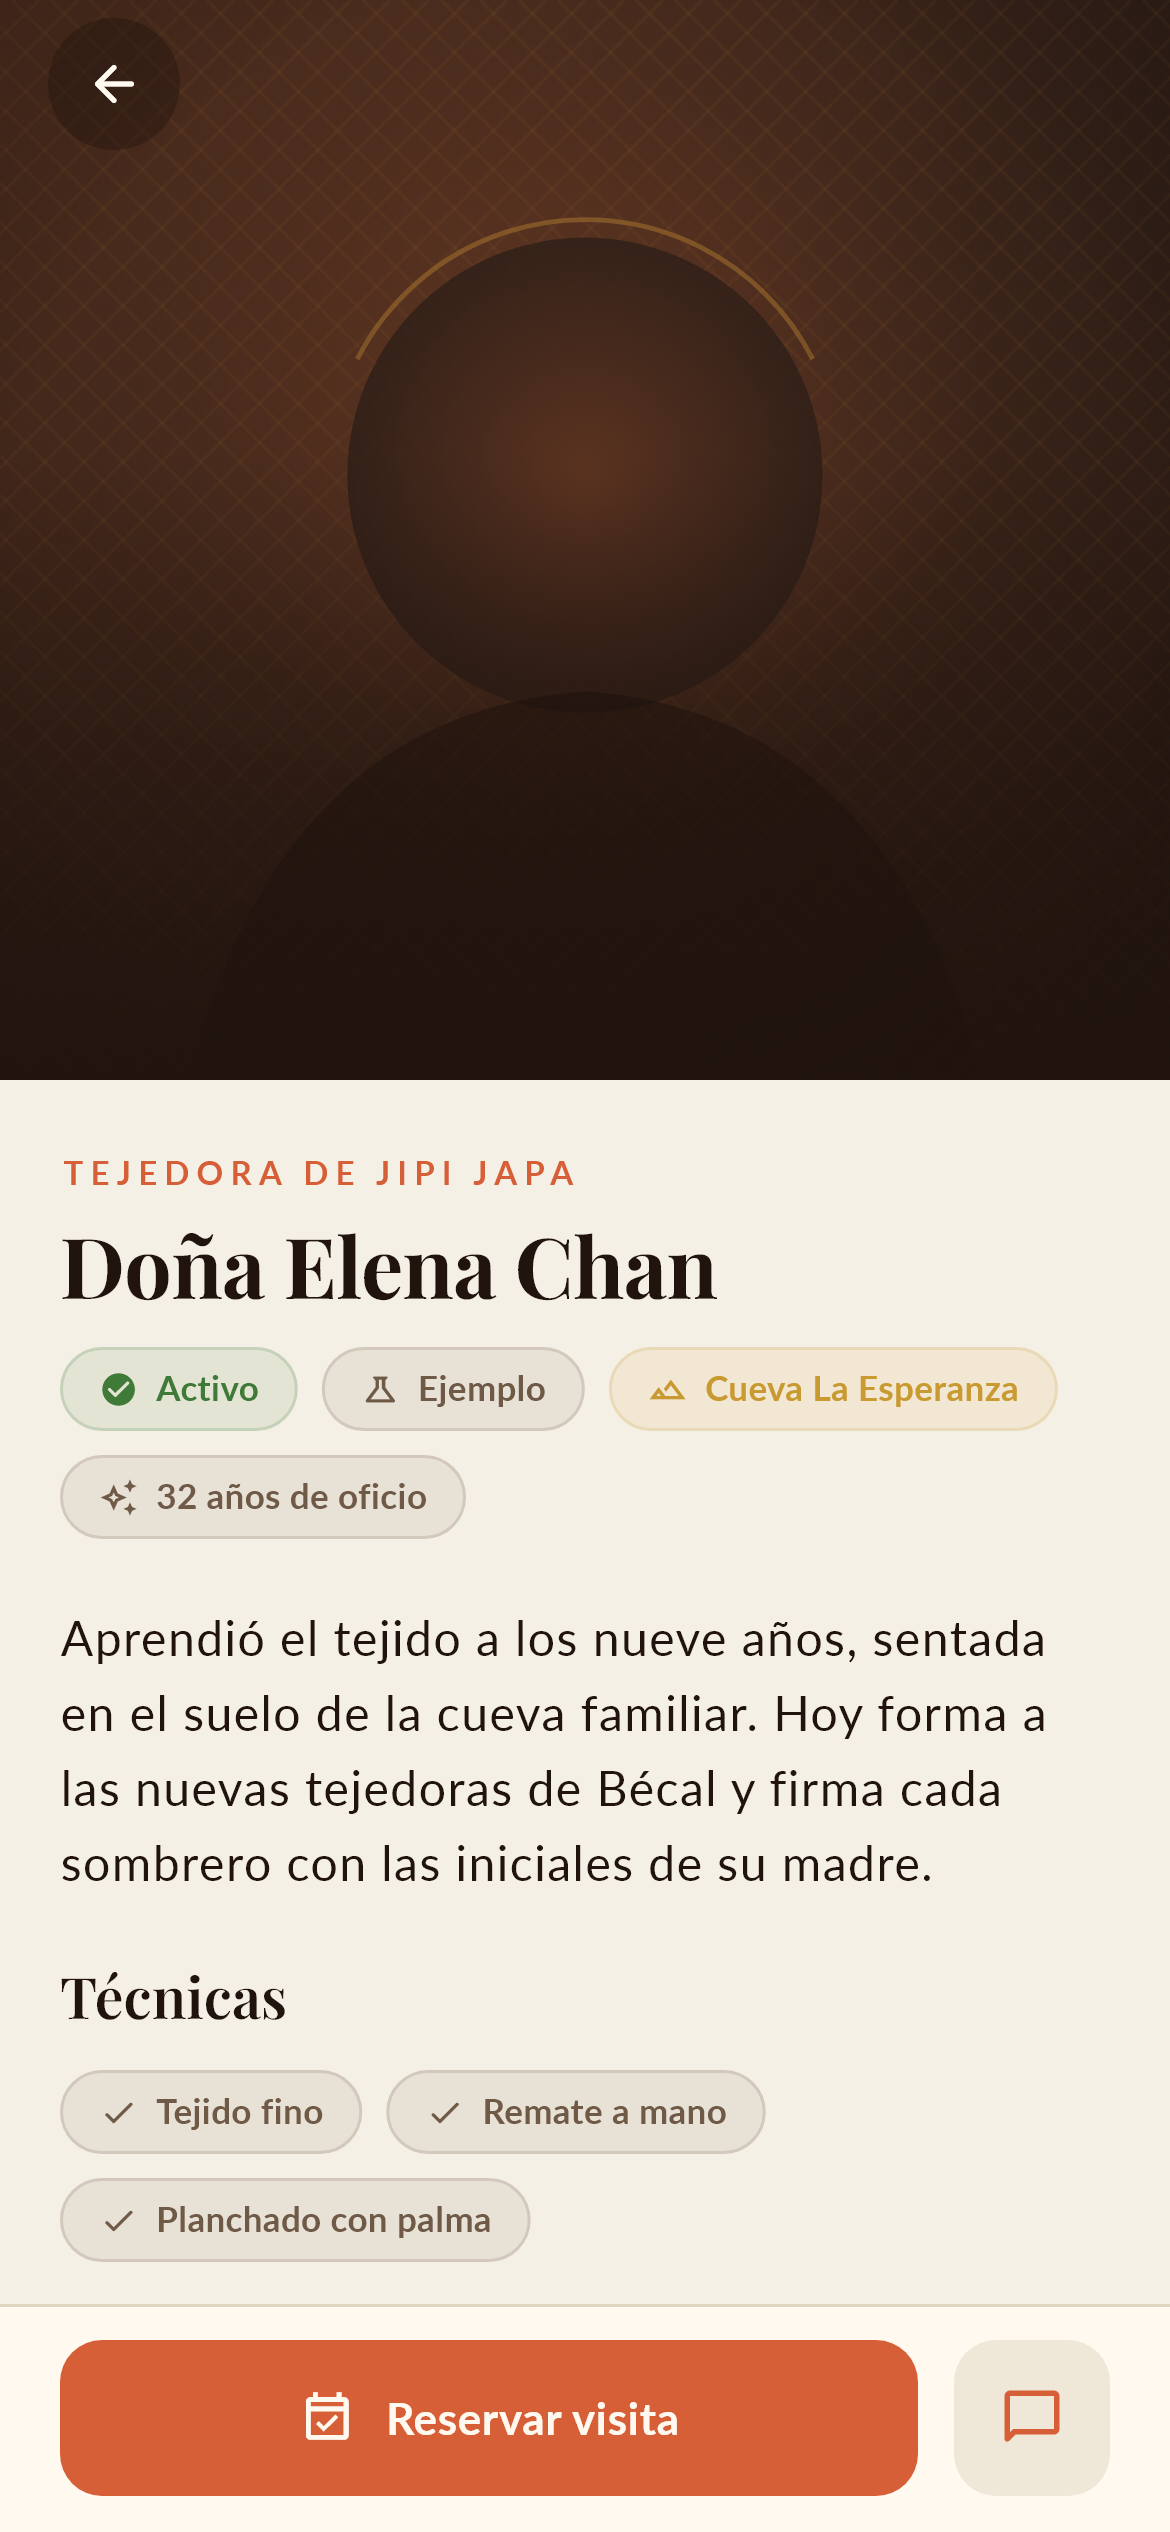 TEJEDORA DE JIPI JAPA
Doña Elena Chan
Activo
Ejemplo
Cueva La Esperanza
32 años de oficio
Aprendió el tejido a los nueve años, sentada
en el suelo de la cueva familiar. Hoy forma a
las nuevas tejedoras de Bécal y firma cada
sombrero con las iniciales de su madre.
Técnicas
Tejido fino
Remate a mano
Planchado con palma
Reservar visita